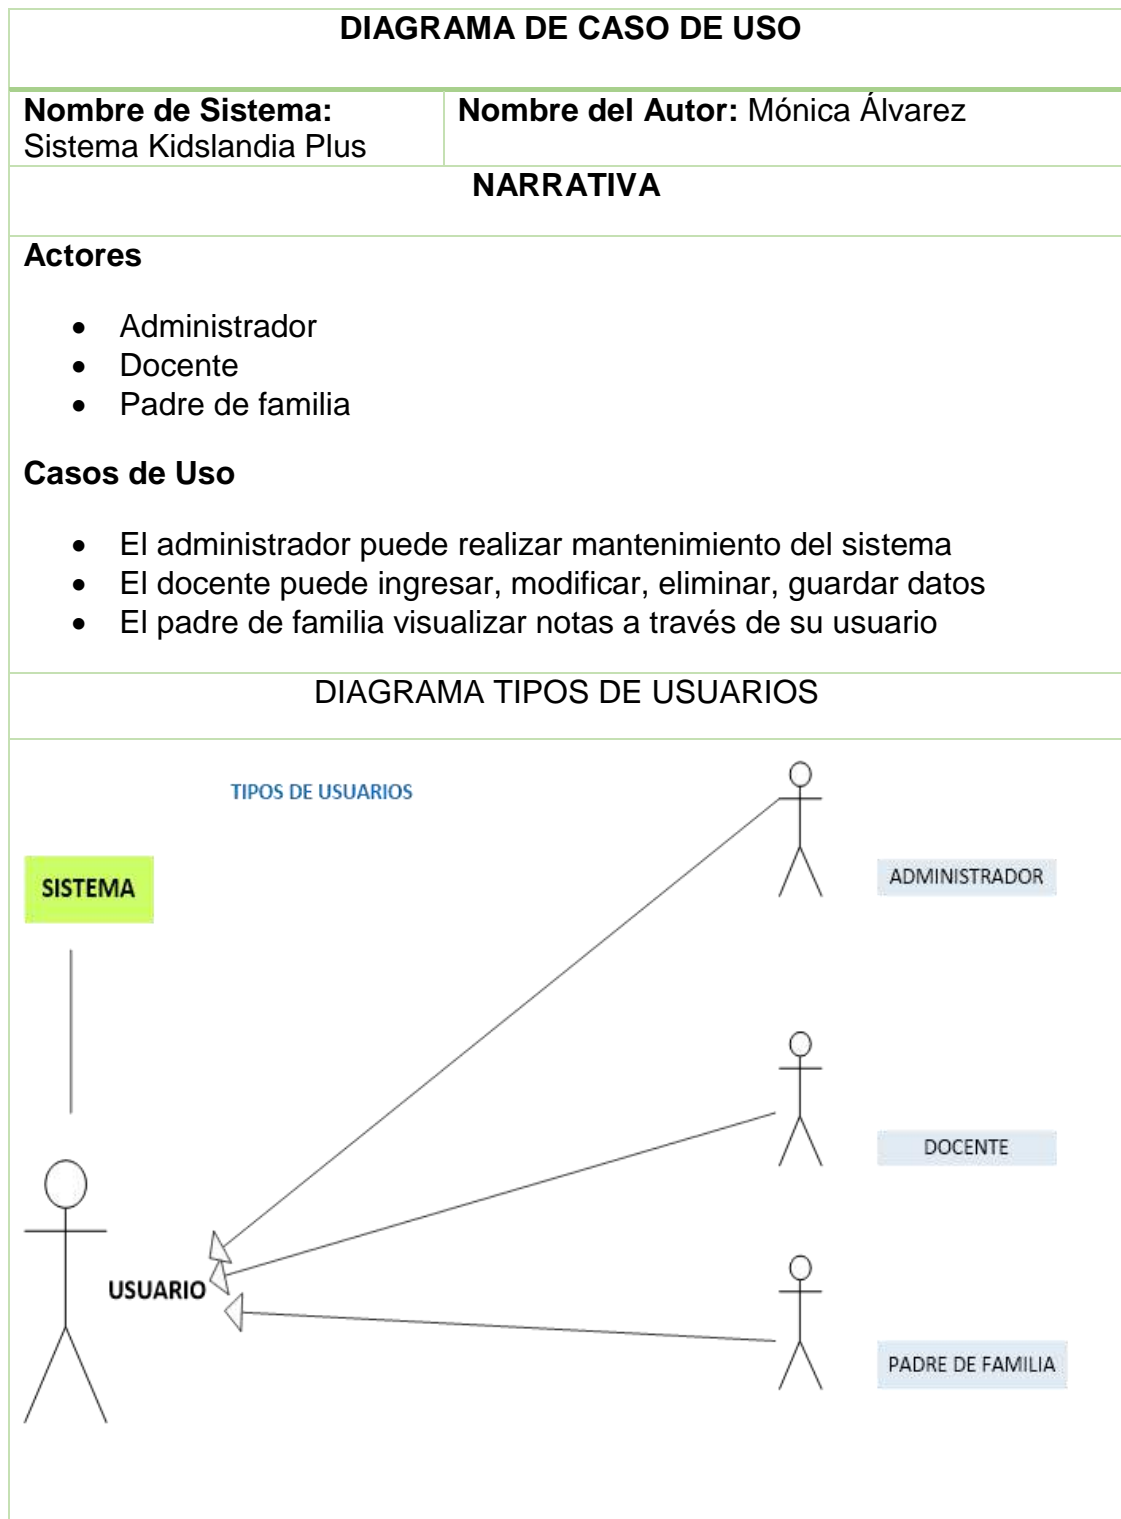 DIAGRAMA DE CASO DE USO
Nombre de Sistema:
Sistema Kidslandia Plus
Nombre del Autor: Mónica Álvarez
NARRATIVA
Actores
• Administrador
• Docente
• Padre de familia
Casos de Uso
• El administrador puede realizar mantenimiento del sistema
• El docente puede ingresar, modificar, eliminar, guardar datos
• El padre de familia visualizar notas a través de su usuario
DIAGRAMA TIPOS DE USUARIOS
TIPOS DE USUARIOS
SISTEMA
ADMINISTRADOR
DOCENTE
USUARIO
PADRE DE FAMILIA